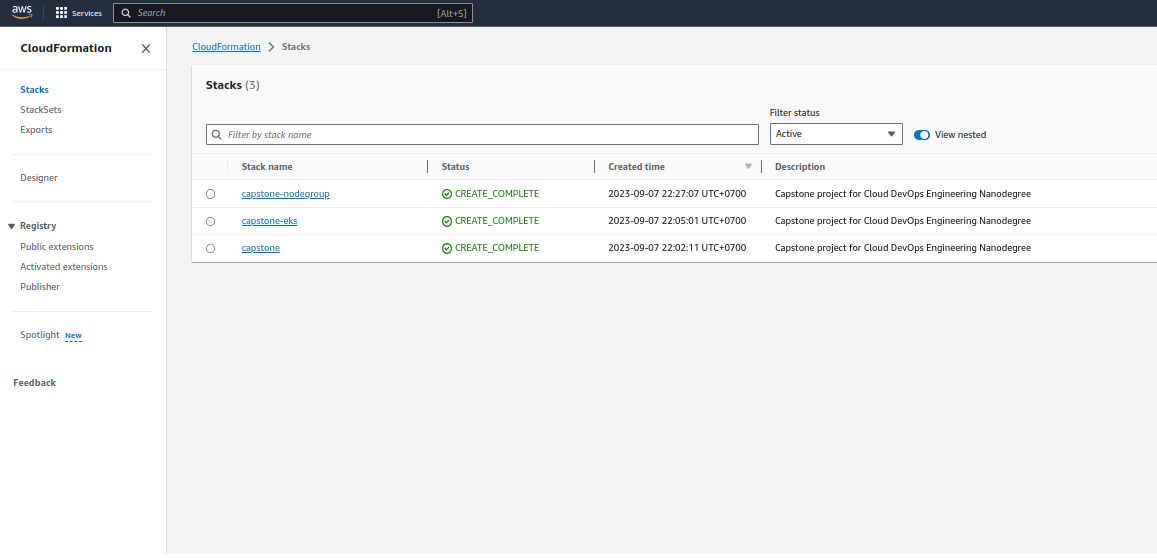 aws Services Search [Alt+S]
CloudFormation
Stacks
StackSets
Exports
Designer
Registry
Public extensions
Activated extensions
Publisher
Spotlight New
Feedback
CloudFormation Stacks
Stacks (3)
Filter status
Filter by stack name Active View nested
Stack name Status Created time Description
capstone-nodegroup CREATE_COMPLETE 2023-09-07 22:27:07 UTC+0700 Capstone project for Cloud DevOps Engineering Nanodegree
capstone-eks CREATE_COMPLETE 2023-09-07 22:05:01 UTC+0700 Capstone project for Cloud DevOps Engineering Nanodegree
capstone CREATE_COMPLETE 2023-09-07 22:02:11 UTC+0700 Capstone project for Cloud DevOps Engineering Nanodegree